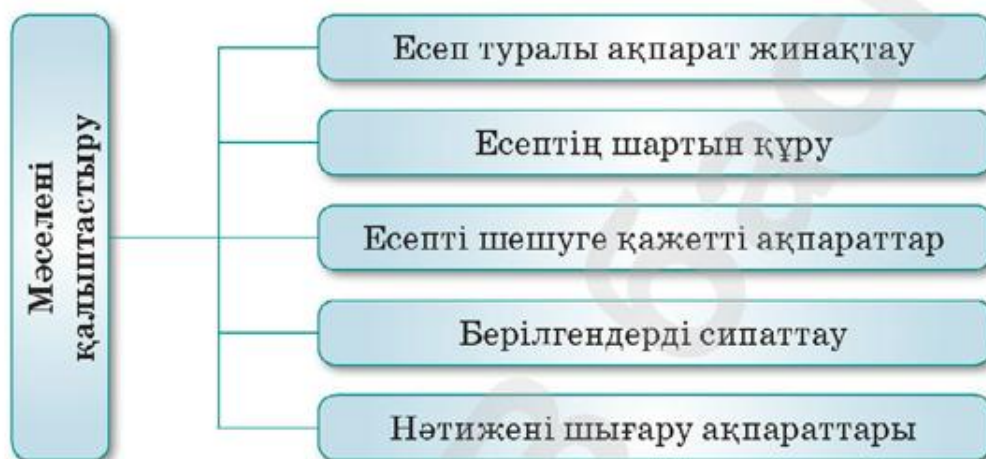 Мәселені
қалыптастыру
Есеп туралы ақпарат жинақтау
Есептің шартын құру
Есепті шешуге қажетті ақпараттар
Берілгендерді сипаттау
Нәтижені шығару ақпараттары